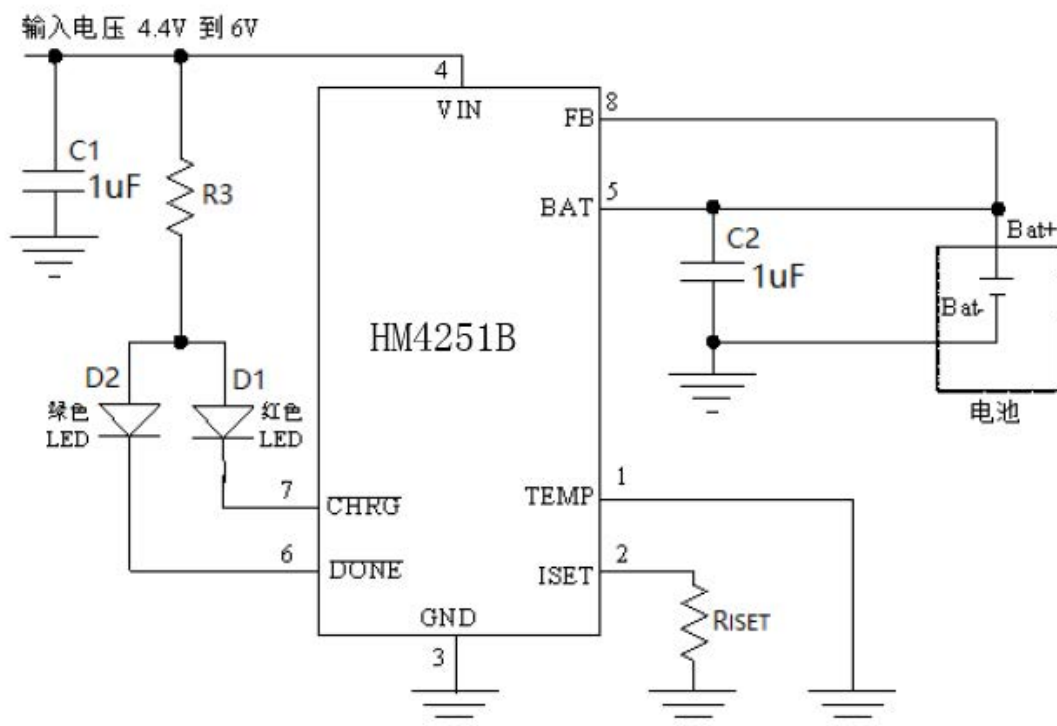 输入电压 4.4V 到 6V
4
VIN
8
FB
C1
1uF
R3
5
BAT
C2
1uF
Bat+
Bat-
HM4251B
D2
D1
绿色
LED
红色
LED
电池
7
CHRG
1
TEMP
6
DONE
2
ISET
RISET
GND
3